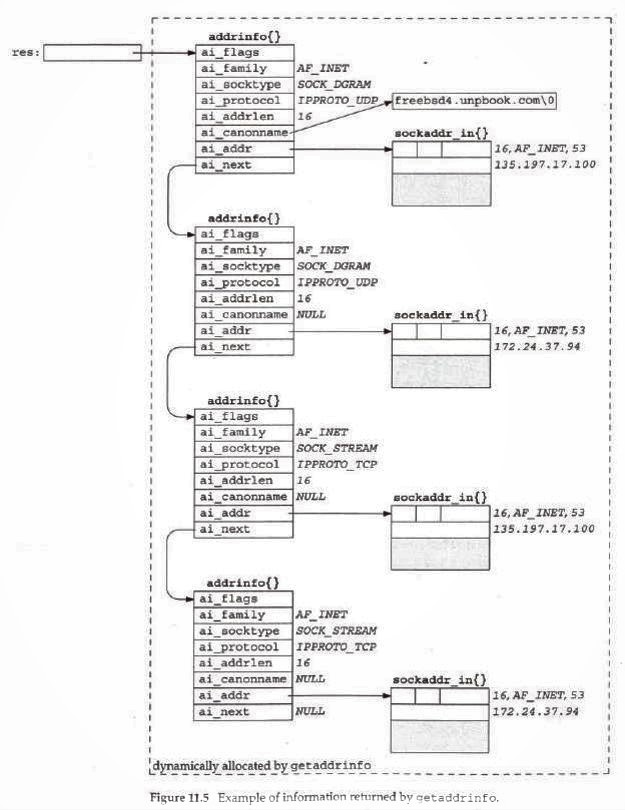 addrinfo{}
res:
ai_flags
ai_family AF_INET
ai_socktype SOCK_DGRAM
ai_protocol IPPROTO_UDP
freebsd4.unpbook.com\0
ai_addrlen 16
ai_canonname
sockaddr_in{}
ai_addr
16, AF_INET, 53
ai_next
135.197.17.100
addrinfo{}
ai_flags
ai_family AF_INET
ai_socktype SOCK_DGRAM
ai_protocol IPPROTO_UDP
ai_addrlen 16
ai_canonname NULL
sockaddr_in{}
ai_addr
16, AF_INET, 53
ai_next
172.24.37.94
addrinfo{}
ai_flags
ai_family AF_INET
ai_socktype SOCK_STREAM
ai_protocol IPPROTO_TCP
ai_addrlen 16
ai_canonname NULL
sockaddr_in{}
ai_addr
16, AF_INET, 53
ai_next
135.197.17.100
addrinfo{}
ai_flags
ai_family AF_INET
ai_socktype SOCK_STREAM
ai_protocol IPPROTO_TCP
ai_addrlen 16
ai_canonname NULL
sockaddr_in{}
ai_addr
16, AF_INET, 53
ai_next NULL
172.24.37.94
dynamically allocated by getaddrinfo
Figure 11.5 Example of information returned by getaddrinfo.